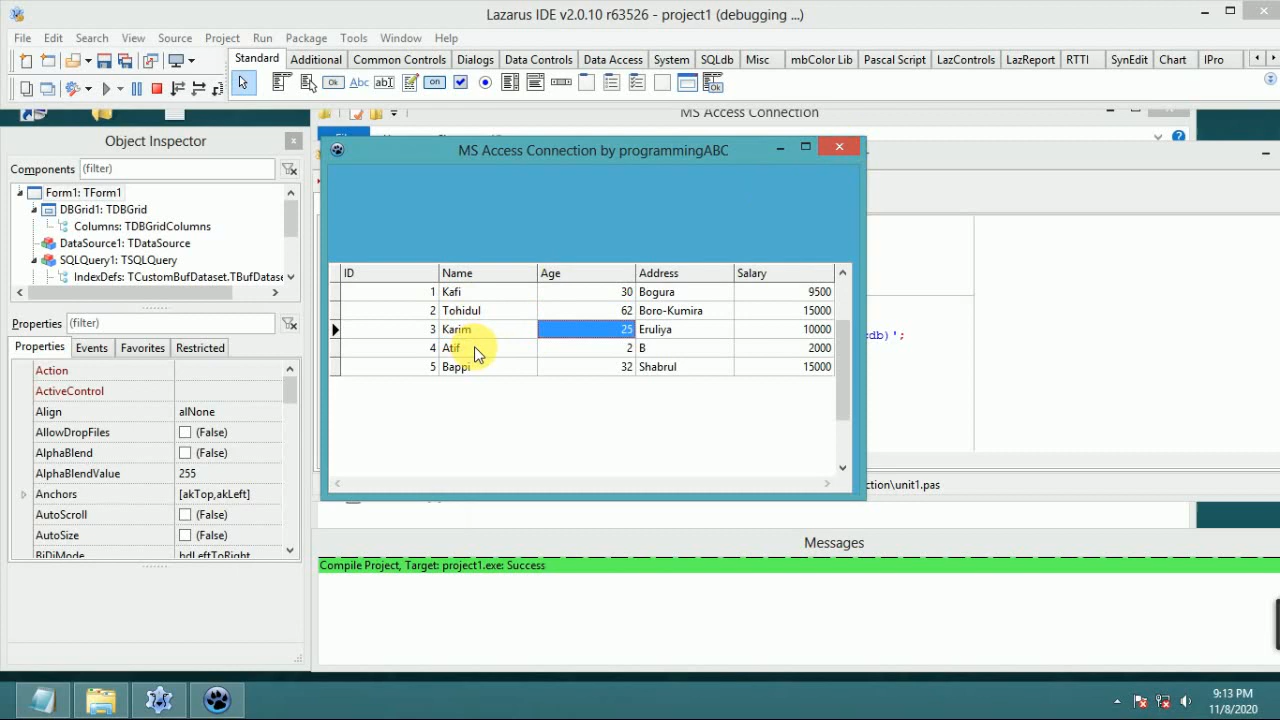 Lazarus IDE v2.0.10 r63526 - project1 (debugging ...)
File Edit Search View Source Project Run Package Tools Window Help
Standard Additional Common Controls Dialogs Data Controls Data Access System SQLdb Misc mbColor Lib Pascal Script LazControls LazReport RTTI SynEdit Chart IPro
Ok Abc abI on Ok
MS Access Connection
Object Inspector
Components (filter)
Form1: TForm1
DBGrid1: TDBGrid
Columns: TDBGridColumns
DataSource1: TDataSource
SQLQuery1: TSQLQuery
IndexDefs: TCustomBufDataset.TBufDatase
Properties (filter)
Properties Events Favorites Restricted
Action
ActiveControl
Align alNone
AllowDropFiles (False)
AlphaBlend (False)
AlphaBlendValue 255
Anchors [akTop,akLeft]
AutoScroll (False)
AutoSize (False)
BiDiMode bdLeftToRight
MS Access Connection by programmingABC
ID Name Age Address Salary
1 Kafi 30 Bogura 9500
2 Tohidul 62 Boro-Kumira 15000
3 Karim 25 Eruliya 10000
4 Atif 2 B 2000
5 Bappi 32 Shabrul 15000
db)';
ction\unit1.pas
Messages
Compile Project, Target: project1.exe: Success
9:13 PM
11/8/2020